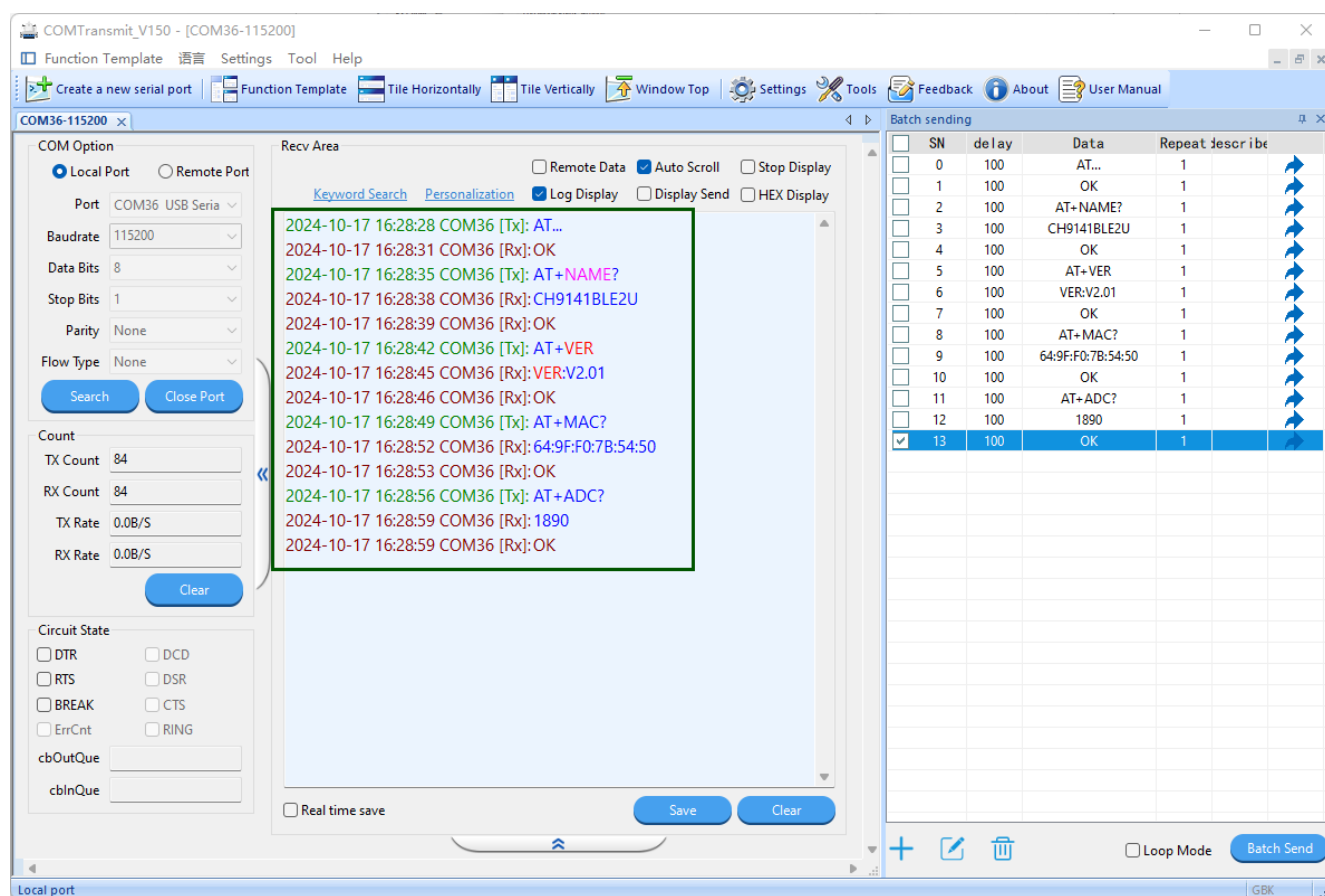 COMTransmit_V150 - [COM36-115200]
Function Template 语言 Settings Tool Help
Create a new serial port Function Template Tile Horizontally Tile Vertically Window Top Settings Tools Feedback About User Manual
COM36-115200
Batch sending
COM Option
Local Port Remote Port
Port COM36 USB Seria
Baudrate 115200
Data Bits 8
Stop Bits 1
Parity None
Flow Type None
Search Close Port
Count
TX Count 84
RX Count 84
TX Rate 0.0B/S
RX Rate 0.0B/S
Clear
Circuit State
DTR DCD
RTS DSR
BREAK CTS
ErrCnt RING
cbOutQue
cbInQue
Recv Area
Remote Data Auto Scroll Stop Display
Keyword Search Personalization Log Display Display Send HEX Display
2024-10-17 16:28:28 COM36 [Tx]: AT...
2024-10-17 16:28:31 COM36 [Rx]:OK
2024-10-17 16:28:35 COM36 [Tx]: AT+NAME?
2024-10-17 16:28:38 COM36 [Rx]:CH9141BLE2U
2024-10-17 16:28:39 COM36 [Rx]:OK
2024-10-17 16:28:42 COM36 [Tx]: AT+VER
2024-10-17 16:28:45 COM36 [Rx]:VER:V2.01
2024-10-17 16:28:46 COM36 [Rx]:OK
2024-10-17 16:28:49 COM36 [Tx]: AT+MAC?
2024-10-17 16:28:52 COM36 [Rx]:64:9F:F0:7B:54:50
2024-10-17 16:28:53 COM36 [Rx]:OK
2024-10-17 16:28:56 COM36 [Tx]: AT+ADC?
2024-10-17 16:28:59 COM36 [Rx]:1890
2024-10-17 16:28:59 COM36 [Rx]:OK
Real time save Save Clear
SN delay Data Repeat describe
0 100 AT... 1
1 100 OK 1
2 100 AT+NAME? 1
3 100 CH9141BLE2U 1
4 100 OK 1
5 100 AT+VER 1
6 100 VER:V2.01 1
7 100 OK 1
8 100 AT+MAC? 1
9 100 64:9F:F0:7B:54:50 1
10 100 OK 1
11 100 AT+ADC? 1
12 100 1890 1
13 100 OK 1
Loop Mode Batch Send
Local port GBK